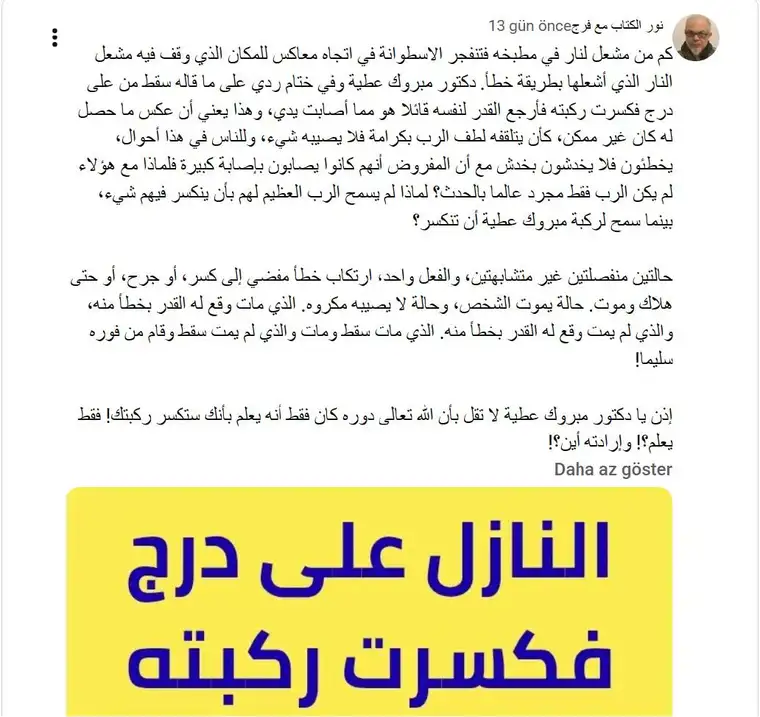 نور الكتاب مع فرج 13 gün önce
كم من مشعل لنار في مطبخه فتنفجر الاسطوانة في اتجاه معاكس للمكان الذي وقف فيه مشعل
النار الذي أشعلها بطريقة خطأ. دكتور مبروك عطية وفي ختام ردي على ما قاله سقط من على
درج فكسرت ركبته فأرجع القدر لنفسه قائلا هو مما أصابت يدي، وهذا يعني أن عكس ما حصل
له كان غير ممكن، كأن يتلقفه لطف الرب بكرامة فلا يصيبه شيء، وللناس في هذا أحوال،
يخطئون فلا يخدشون بخدش مع أن المفروض أنهم كانوا يصابون بإصابة كبيرة فلماذا مع هؤلاء
لم يكن الرب فقط مجرد عالما بالحدث؟ لماذا لم يسمح الرب العظيم لهم بأن ينكسر فيهم شيء،
بينما سمح لركبة مبروك عطية أن تنكسر؟
حالتين منفصلتين غير متشابهتين، والفعل واحد، ارتكاب خطأ مفضي إلى كسر، أو جرح، أو حتى
هلاك وموت. حالة يموت الشخص، وحالة لا يصيبه مكروه. الذي مات وقع له القدر بخطأ منه،
والذي لم يمت وقع له القدر بخطأ منه. الذي مات سقط ومات والذي لم يمت سقط وقام من فوره
سليما!
إذن يا دكتور مبروك عطية لا تقل بأن الله تعالى دوره كان فقط أنه يعلم بأنك ستكسر ركبتك! فقط
يعلم؟! وإرادته أين؟!
Daha az göster
النازل على درج
فكسرت ركبته